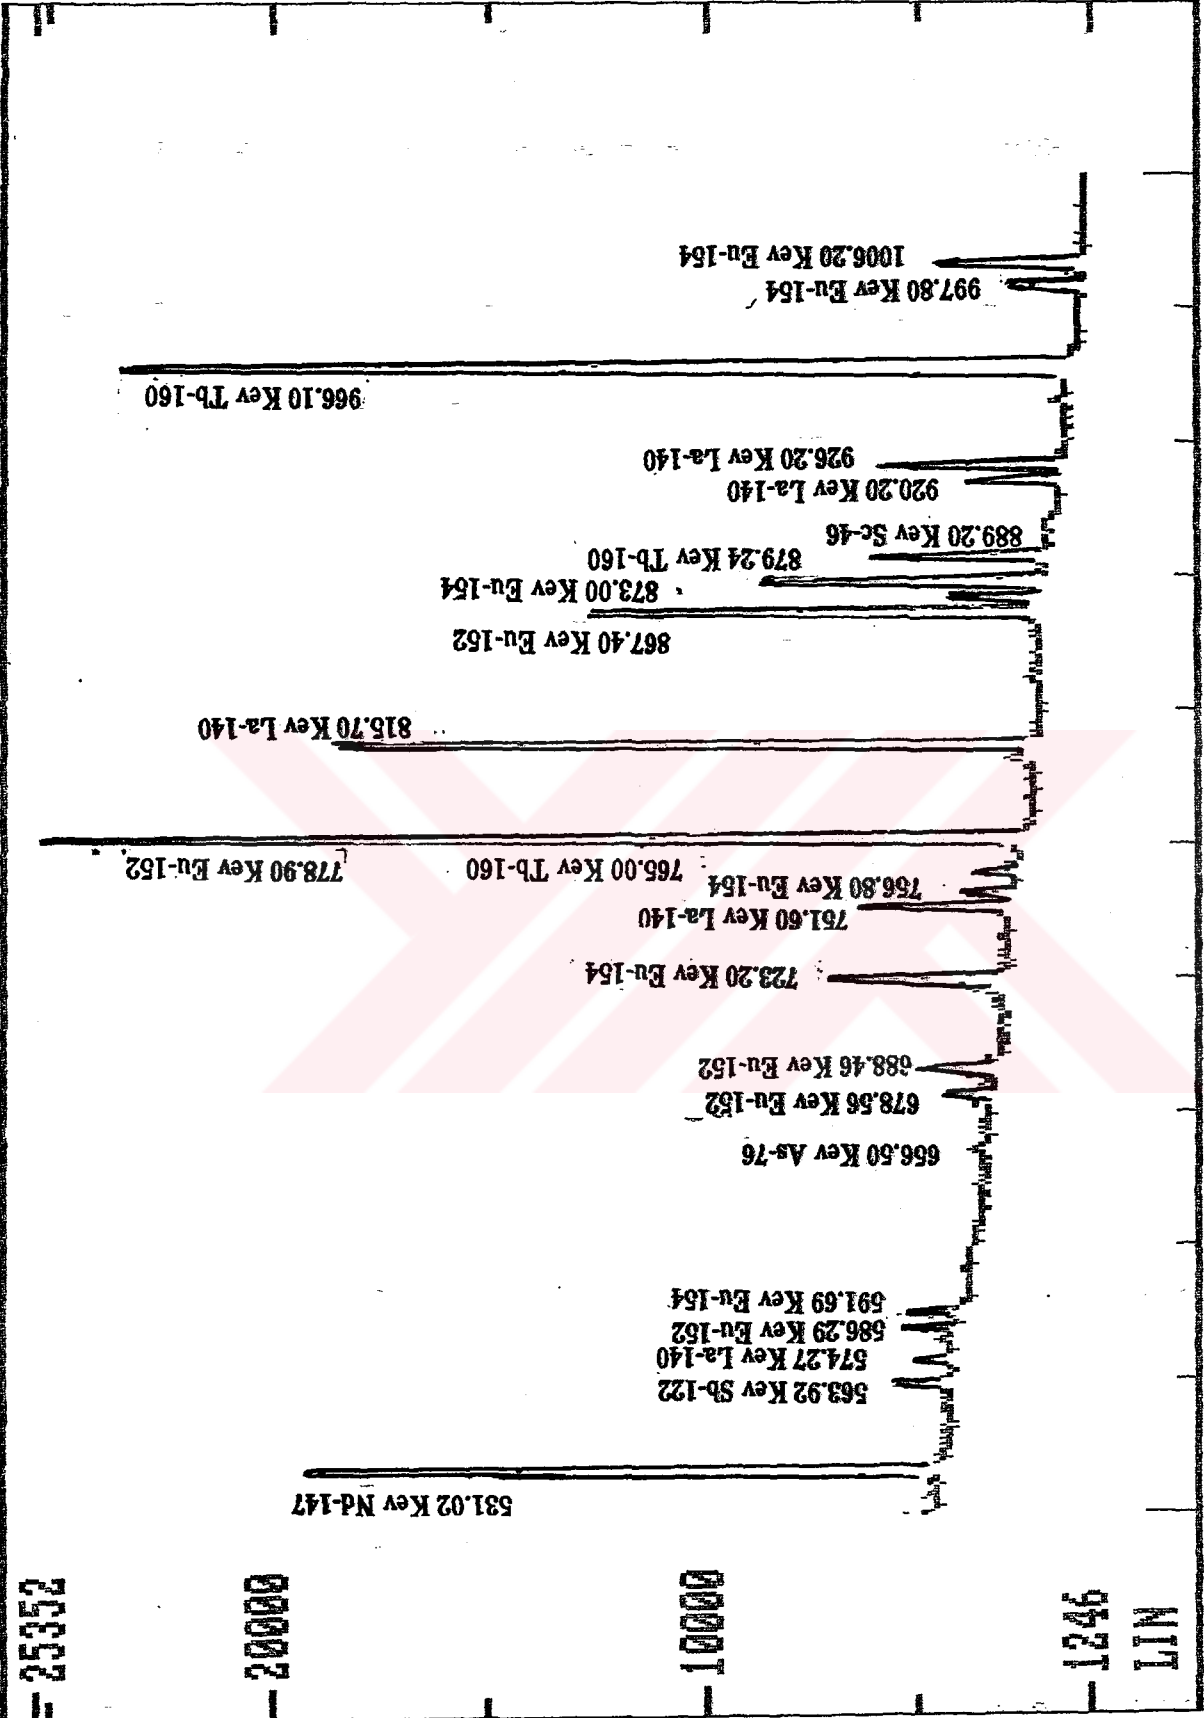 1006.20 Kev Eu-154
997.80 Kev Eu-154
966.10 Kev Tb-160
926.20 Kev La-140
920.20 Kev La-140
889.20 Kev Sc-46
879.24 Kev Tb-160
873.00 Kev Eu-154
867.40 Kev Eu-152
815.70 Kev La-140
778.90 Kev Eu-152
765.00 Kev Tb-160
756.80 Kev Eu-154
751.60 Kev La-140
723.20 Kev Eu-154
688.46 Kev Eu-152
678.56 Kev Eu-152
656.50 Kev As-76
591.69 Kev Eu-154
586.29 Kev Eu-152
574.27 Kev La-140
563.92 Kev Sb-122
531.02 Kev Nd-147
25352
20000
10000
1246
LIN